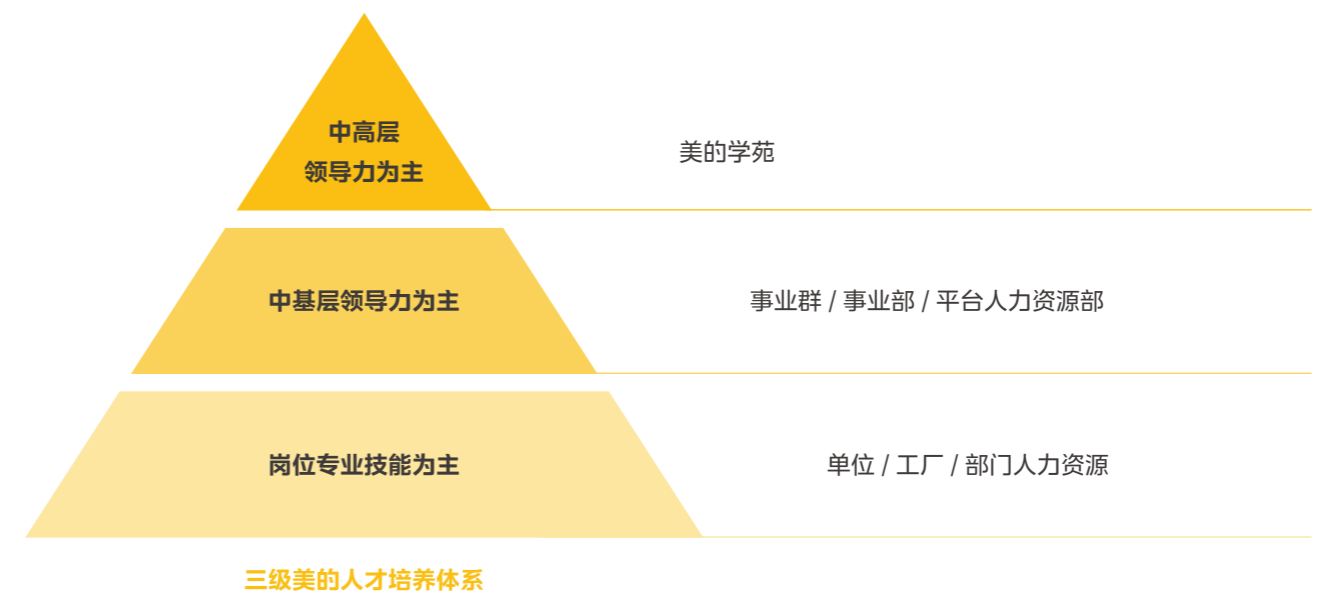 中高层
领导力为主
美的学苑
中基层领导力为主
事业群 / 事业部 / 平台人力资源部
岗位专业技能为主
单位 / 工厂 / 部门人力资源
三级美的人才培养体系